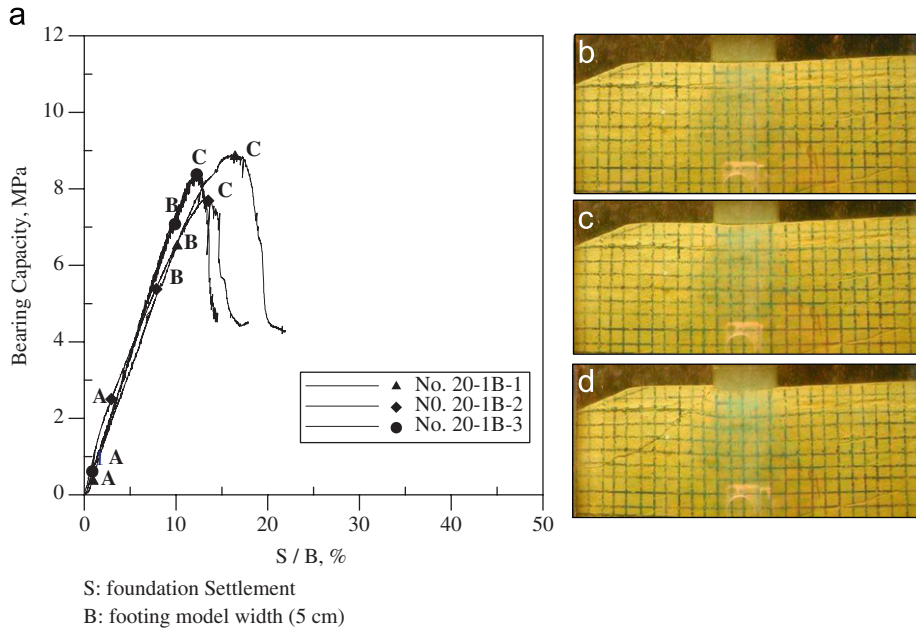 a
12
10
8
6
4
2
0
Bearing Capacity, MPa
C
C
C
B
B
B
A
A
A
No. 20-1B-1
N0. 20-1B-2
No. 20-1B-3
0
10
20
30
40
50
S / B, %
S: foundation Settlement
B: footing model width (5 cm)
b
c
d